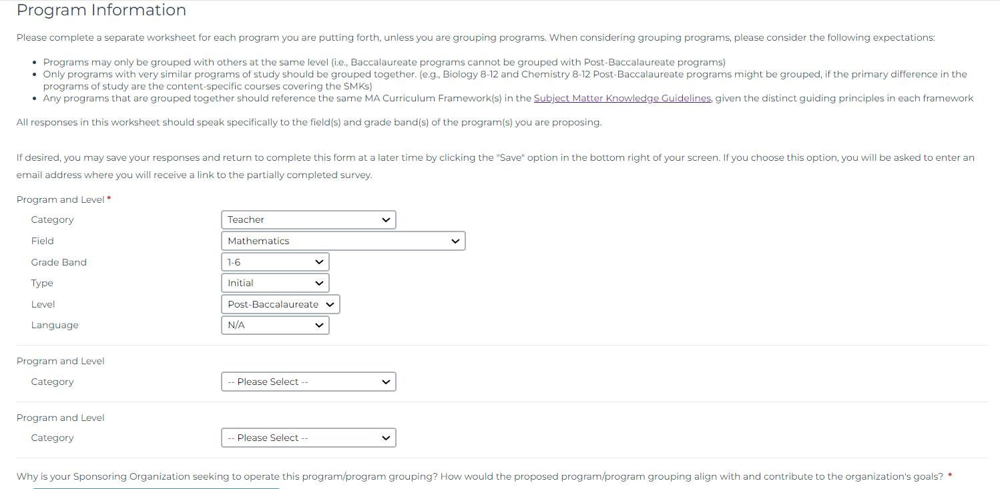 Program Information
Please complete a separate worksheet for each program you are putting forth, unless you are grouping programs. When considering grouping programs, please consider the following expectations:
• Programs may only be grouped with others at the same level (i.e., Baccalaureate programs cannot be grouped with Post-Baccalaureate programs)
• Only programs with very similar programs of study should be grouped together. (e.g., Biology 8-12 and Chemistry 8-12 Post-Baccalaureate programs might be grouped, if the primary difference in the
programs of study are the content-specific courses covering the SMKs)
• Any programs that are grouped together should reference the same MA Curriculum Framework(s) in the Subject Matter Knowledge Guidelines, given the distinct guiding principles in each framework
All responses in this worksheet should speak specifically to the field(s) and grade band(s) of the program(s) you are proposing.
If desired, you may save your responses and return to complete this form at a later time by clicking the "Save" option in the bottom right of your screen. If you choose this option, you will be asked to enter an
email address where you will receive a link to the partially completed survey.
Program and Level *
Category Teacher
Field Mathematics
Grade Band 1-6
Type Initial
Level Post-Baccalaureate
Language N/A
Program and Level
Category -- Please Select --
Program and Level
Category -- Please Select --
Why is your Sponsoring Organization seeking to operate this program/program grouping? How would the proposed program/program grouping align with and contribute to the organization's goals? *